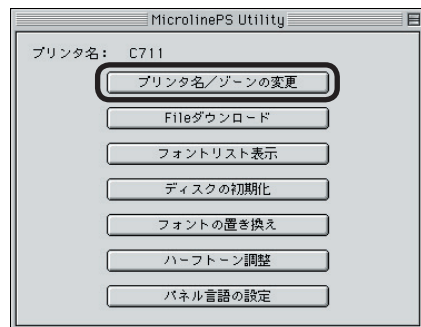 MicrolinePS Utility
プリンタ名： C711
プリンタ名／ゾーンの変更
Fileダウンロード
フォントリスト表示
ディスクの初期化
フォントの置き換え
ハーフトーン調整
パネル言語の設定